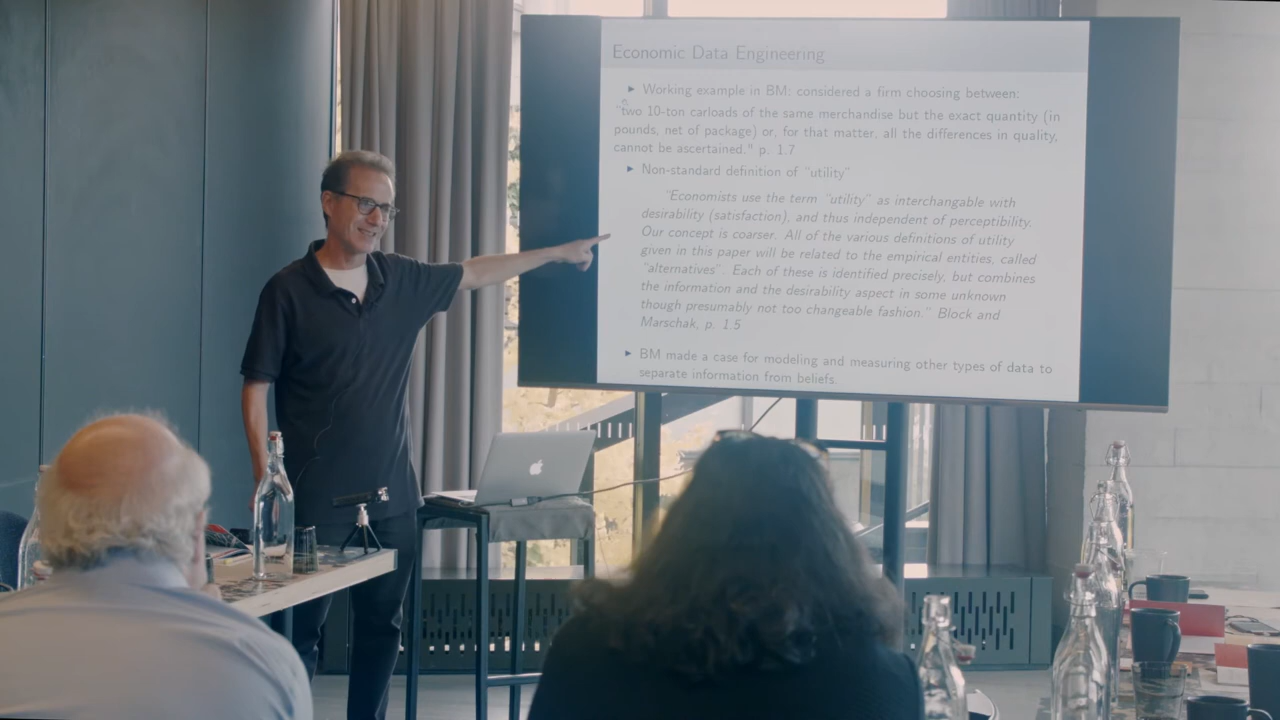 Economic Data Engineering
▶ Working example in BM: considered a firm choosing between:
"two 10-ton carloads of the same merchandise but the exact quantity (in
pounds, net of package) or, for that matter, all the differences in quality,
cannot be ascertained." p. 1.7
▶ Non-standard definition of "utility"
"Economists use the term "utility" as interchangable with
desirability (satisfaction), and thus independent of perceptibility.
Our concept is coarser. All of the various definitions of utility
given in this paper will be related to the empirical entities, called
"alternatives". Each of these is identified precisely, but combines
the information and the desirability aspect in some unknown
though presumably not too changeable fashion." Block and
Marschak, p. 1.5
▶ BM made a case for modeling and measuring other types of data to
separate information from beliefs.